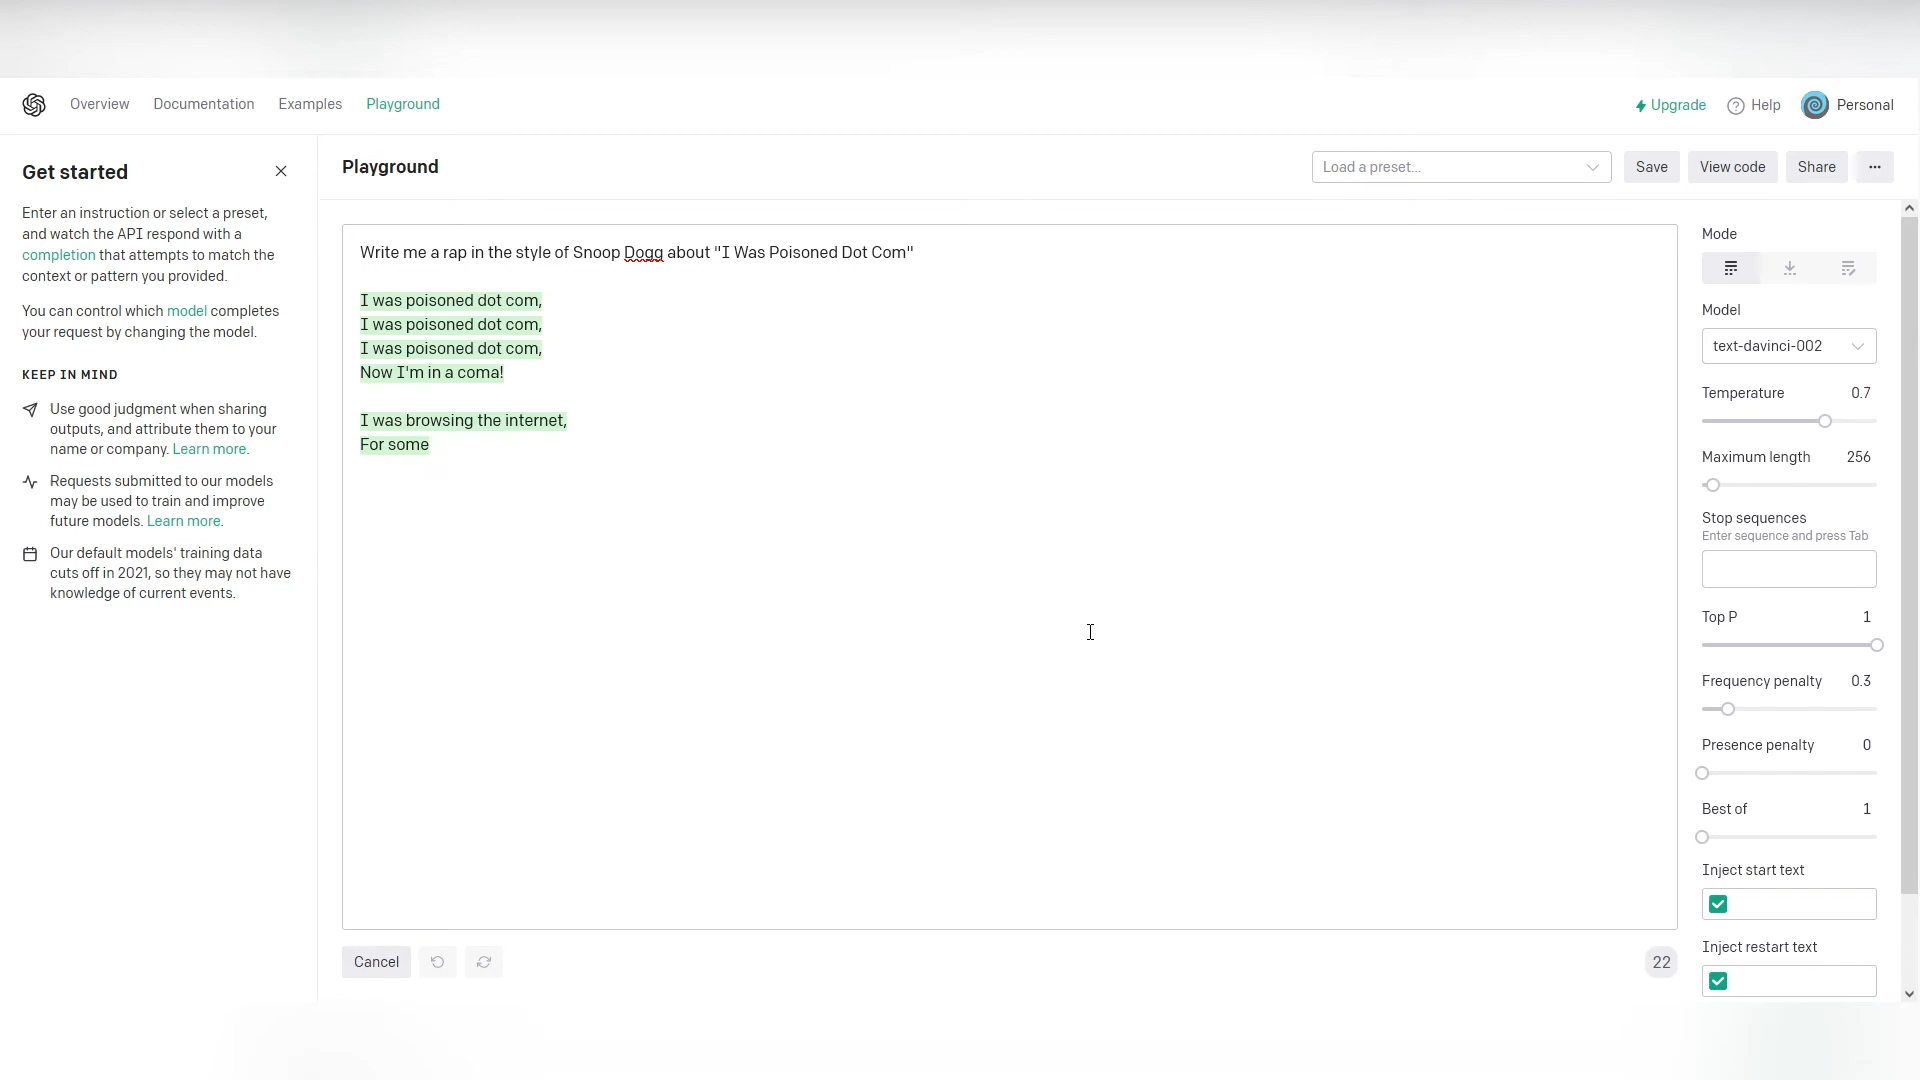 Overview Documentation Examples Playground
Upgrade Help Personal
Get started
Enter an instruction or select a preset,
and watch the API respond with a
completion that attempts to match the
context or pattern you provided.
You can control which model completes
your request by changing the model.
KEEP IN MIND
Use good judgment when sharing
outputs, and attribute them to your
name or company. Learn more.
Requests submitted to our models
may be used to train and improve
future models. Learn more.
Our default models' training data
cuts off in 2021, so they may not have
knowledge of current events.
Playground
Load a preset...
Save
View code
Share
...
Write me a rap in the style of Snoop Dogg about "I Was Poisoned Dot Com"
I was poisoned dot com,
I was poisoned dot com,
I was poisoned dot com,
Now I'm in a coma!
I was browsing the internet,
For some
Cancel
22
Mode
Model
text-davinci-002
Temperature 0.7
Maximum length 256
Stop sequences
Enter sequence and press Tab
Top P 1
Frequency penalty 0.3
Presence penalty 0
Best of 1
Inject start text
Inject restart text